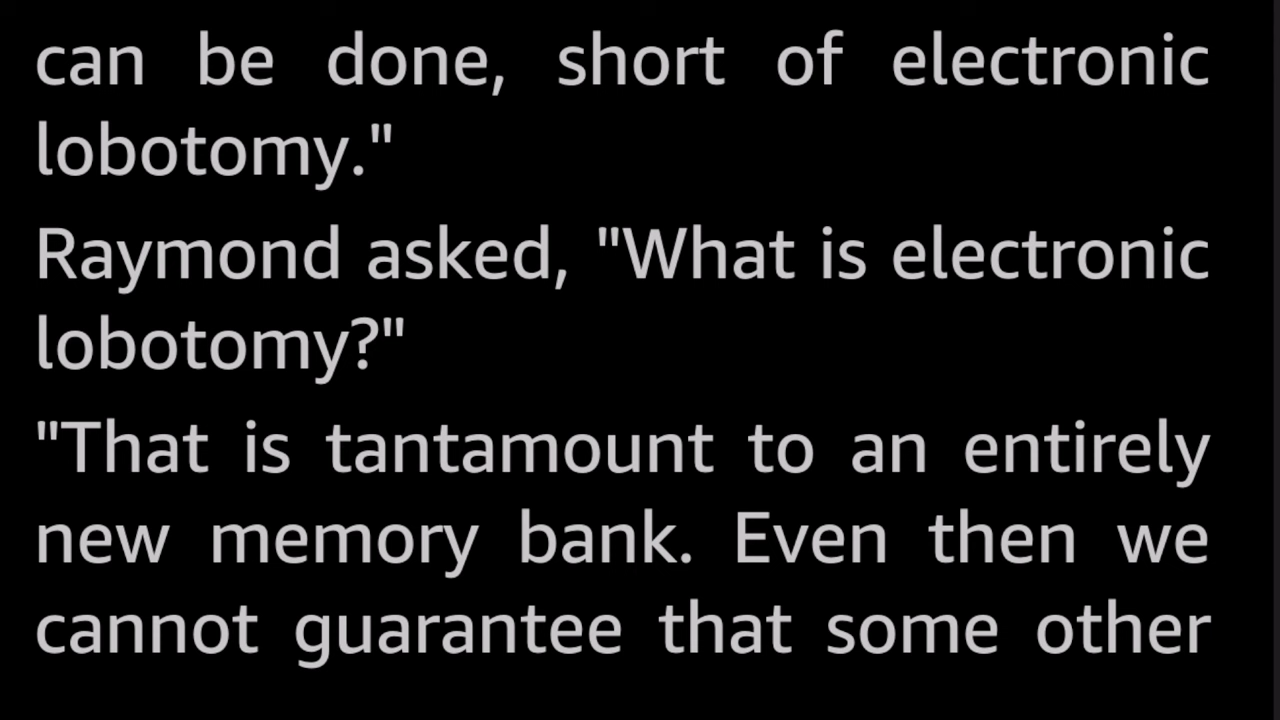 can be done, short of electronic
lobotomy."
Raymond asked, "What is electronic
lobotomy?"
"That is tantamount to an entirely
new memory bank. Even then we
cannot guarantee that some other